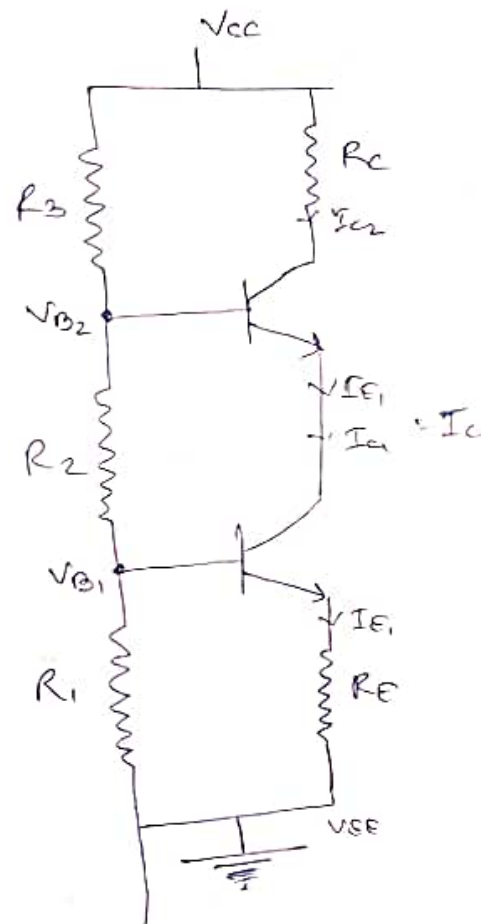 Vcc
R3
Rc
Ic2
VB2
IE1
Ic1 : Ic
R2
VB1
IE1
R1
RE
VEE